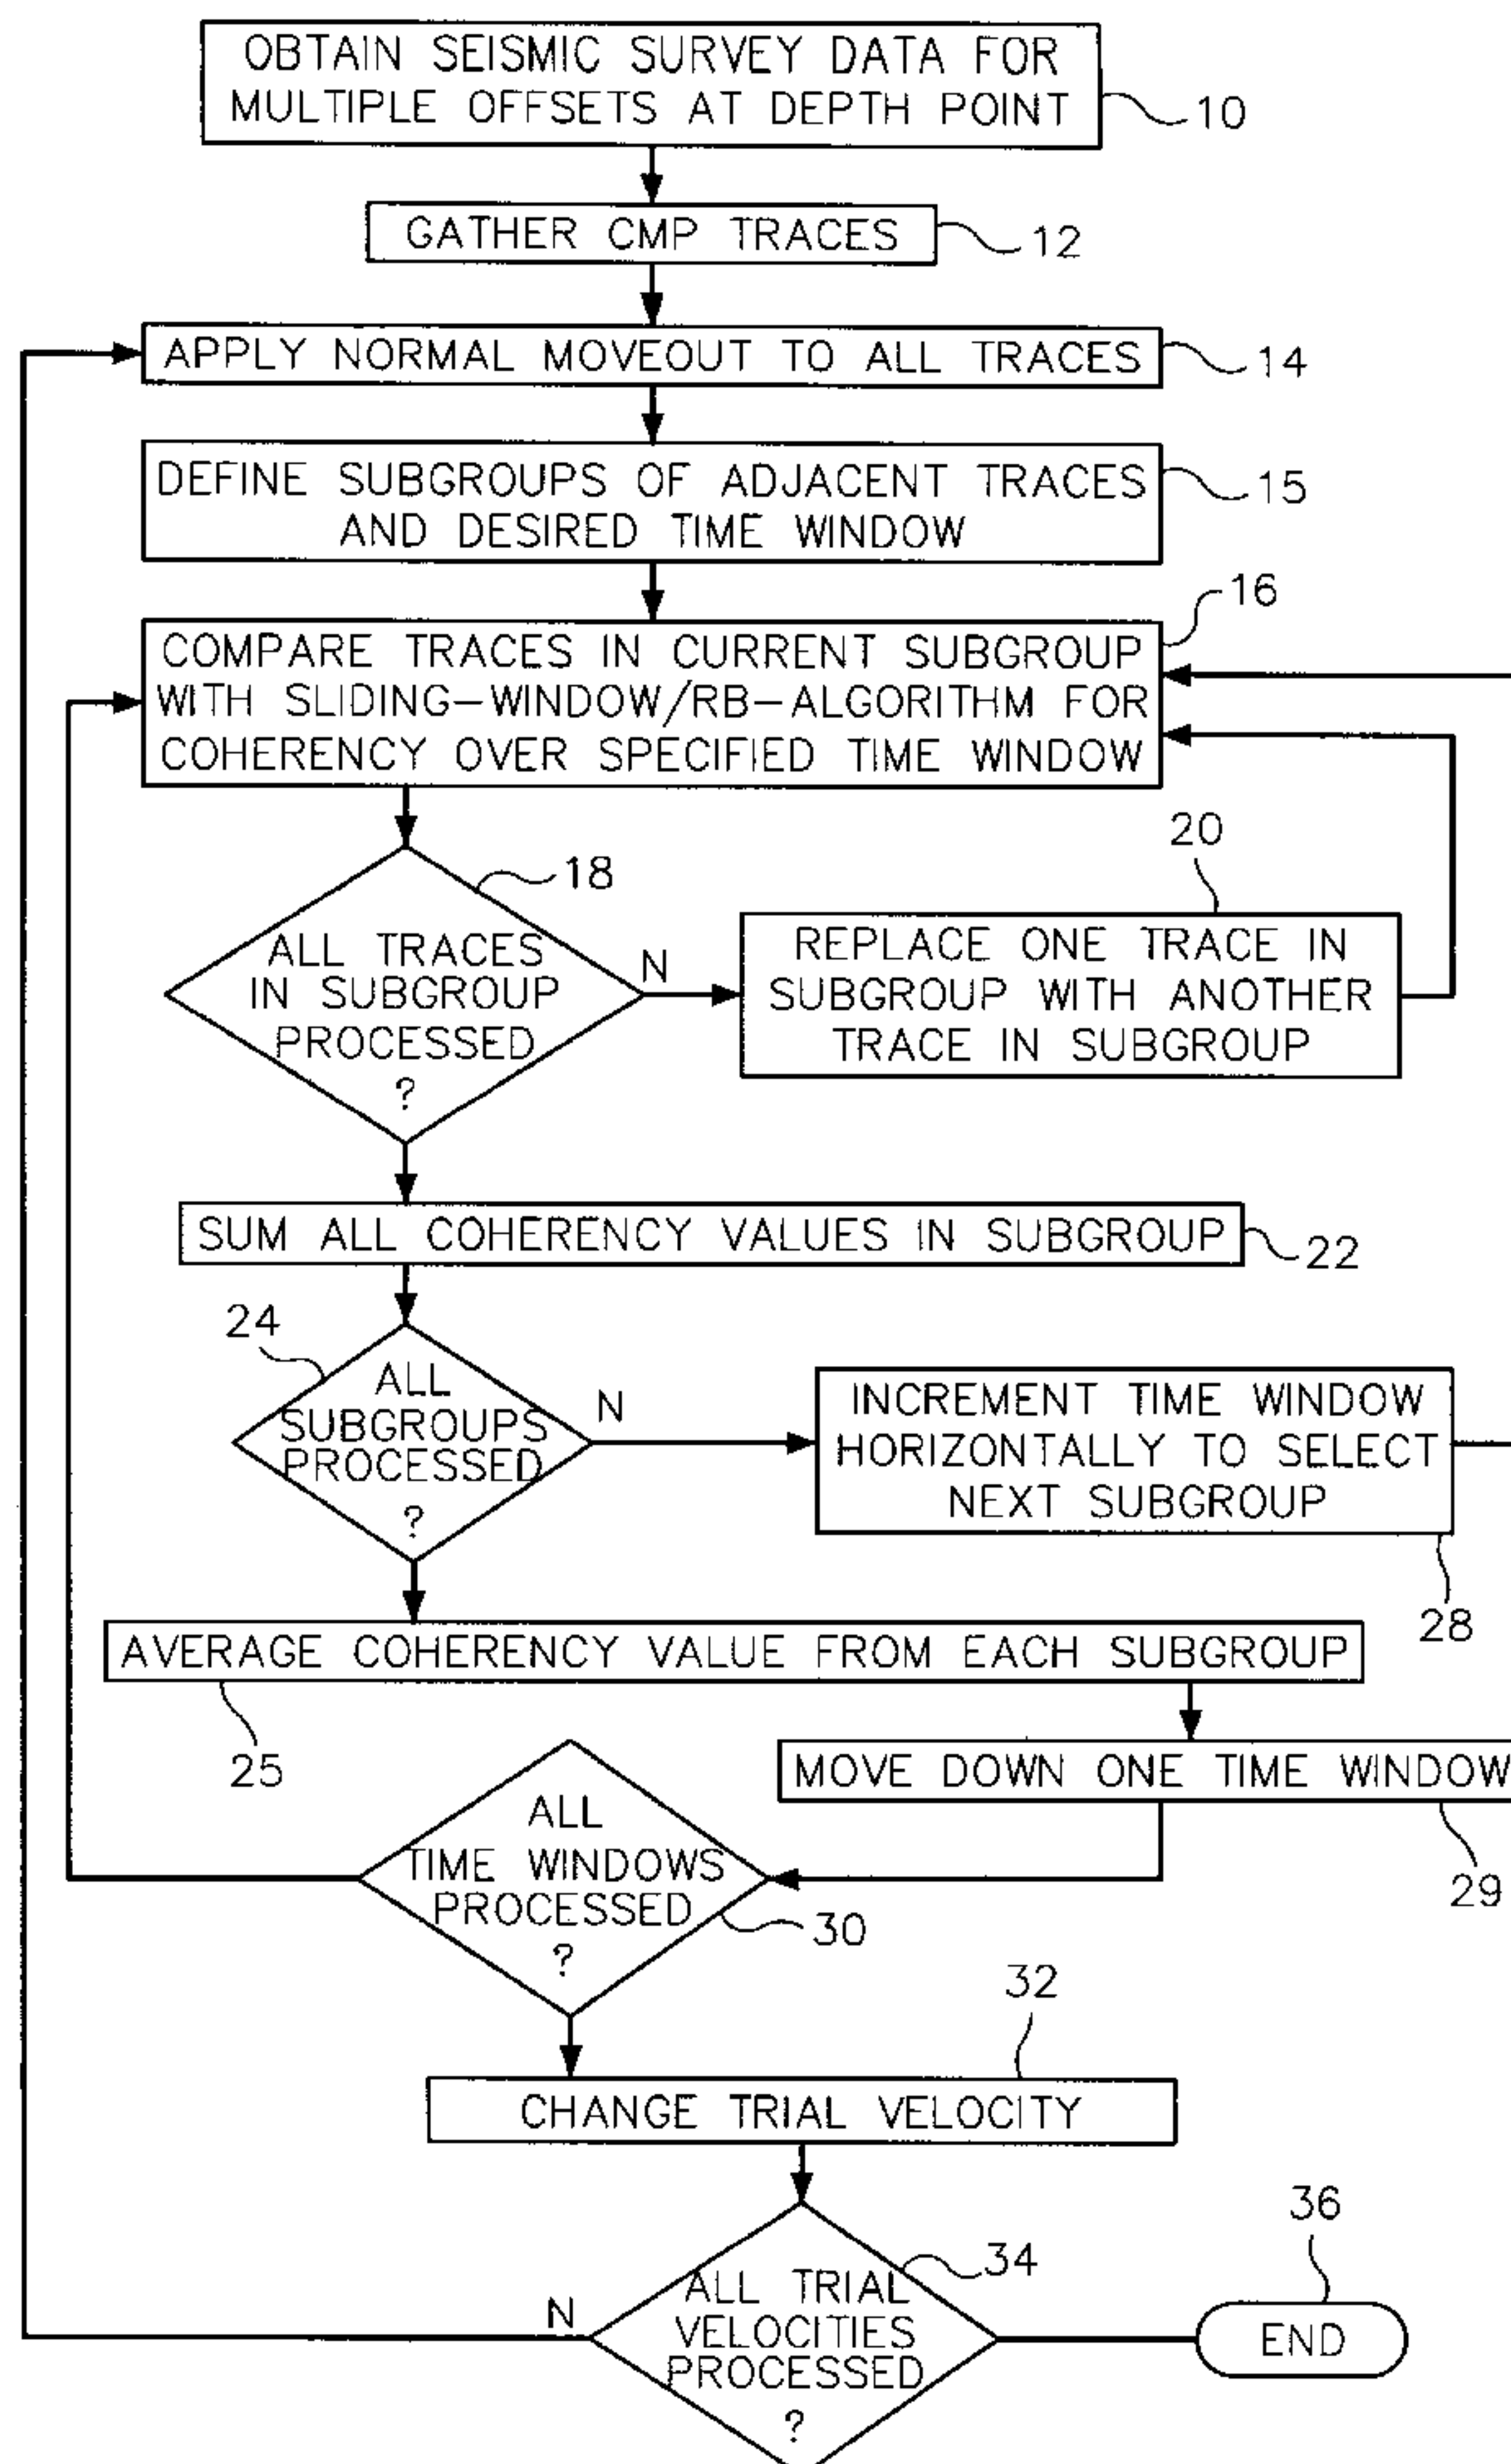 OBTAIN SEISMIC SURVEY DATA FOR
MULTIPLE OFFSETS AT DEPTH POINT
10
GATHER CMP TRACES
12
APPLY NORMAL MOVEOUT TO ALL TRACES
14
DEFINE SUBGROUPS OF ADJACENT TRACES
AND DESIRED TIME WINDOW
15
16
COMPARE TRACES IN CURRENT SUBGROUP
WITH SLIDING-WINDOW/RB-ALGORITHM FOR
COHERENCY OVER SPECIFIED TIME WINDOW
18
ALL TRACES
IN SUBGROUP
PROCESSED
?
N
20
REPLACE ONE TRACE IN
SUBGROUP WITH ANOTHER
TRACE IN SUBGROUP
SUM ALL COHERENCY VALUES IN SUBGROUP
22
24
ALL
SUBGROUPS
PROCESSED
?
N
INCREMENT TIME WINDOW
HORIZONTALLY TO SELECT
NEXT SUBGROUP
28
AVERAGE COHERENCY VALUE FROM EACH SUBGROUP
25
MOVE DOWN ONE TIME WINDOW
29
ALL
TIME WINDOWS
PROCESSED
?
30
32
CHANGE TRIAL VELOCITY
34
ALL TRIAL
VELOCITIES
PROCESSED
?
N
36
END